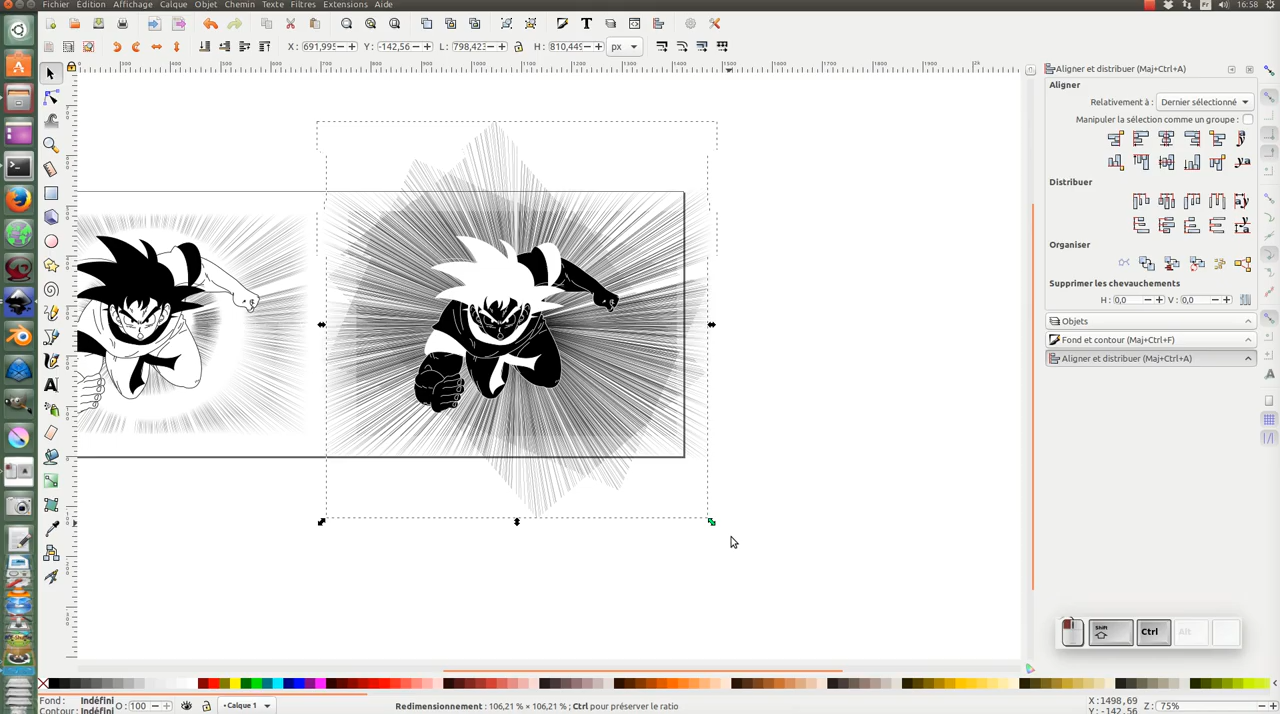 Fichier Édition Affichage Calque Objet Chemin Texte Filtres Extensions Aide
Fr 16:58
X : 691,995 Y : -142,56 L : 798,423 H : 810,449 px
Aligner et distribuer (Maj+Ctrl+A)
Aligner
Relativement à : Dernier sélectionné
Manipuler la sélection comme un groupe :
Distribuer
Organiser
Supprimer les chevauchements
H : 0,0 V : 0,0
Objets
Fond et contour (Maj+Ctrl+F)
Aligner et distribuer (Maj+Ctrl+A)
Shift Ctrl Alt
Fond : Indéfini
Contour : Indéfini
O : 100
Calque 1
Redimensionnement : 106,21 % × 106,21 % ; Ctrl pour préserver le ratio
X : 1498,69
Y : -142,56
Z : 75%